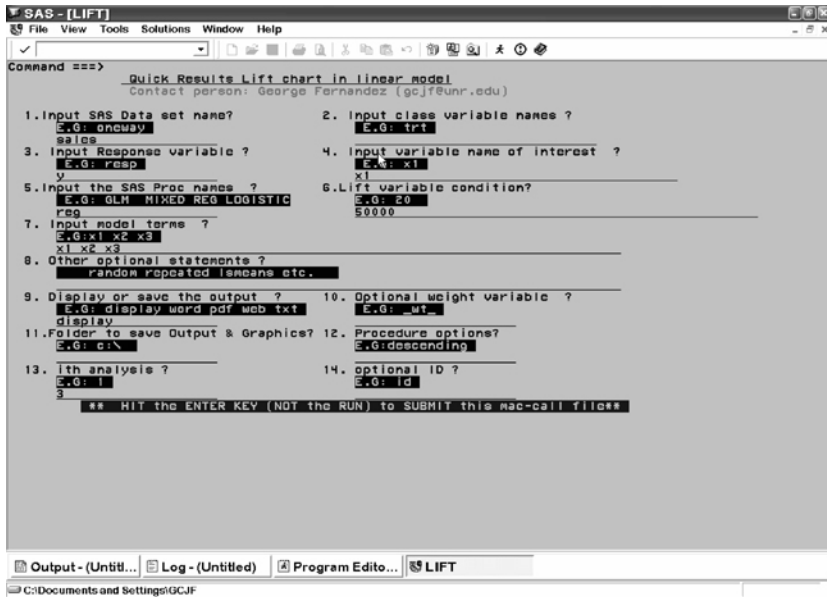 SAS - [LIFT]
File View Tools Solutions Window Help
Command ===>
Quick Results Lift chart in linear model
Contact person: George Fernandez (gcjf@unr.edu)
1.Input SAS Data set name? 2. Input class variable names ?
E.G: oneway E.G: trt
sales
3. Input Response variable ? 4. Input variable name of interest ?
E.G: resp E.G: x1
y x1
5.Input the SAS Proc names ? 6.Lift variable condition?
E.G: GLM MIXED REG LOGISTIC E.G: 20
reg 50000
7. Input model terms ?
E.G:x1 x2 x3
x1 x2 x3
8. Other optional statements ?
random repeated lsmeans etc.
9. Display or save the output ? 10. Optional weight variable ?
E.G: display word pdf web txt E.G: _wt_
display
11.Folder to save Output & Graphics? 12. Procedure options?
E.G: c:\ E.G:descending
13. ith analysis ? 14. optional ID ?
E.G: 1 E.G: id
3
** HIT the ENTER KEY (NOT the RUN) to SUBMIT this mac-call file**
Output - (Untitl... Log - (Untitled) Program Edito... LIFT
C:\Documents and Settings\GCJF